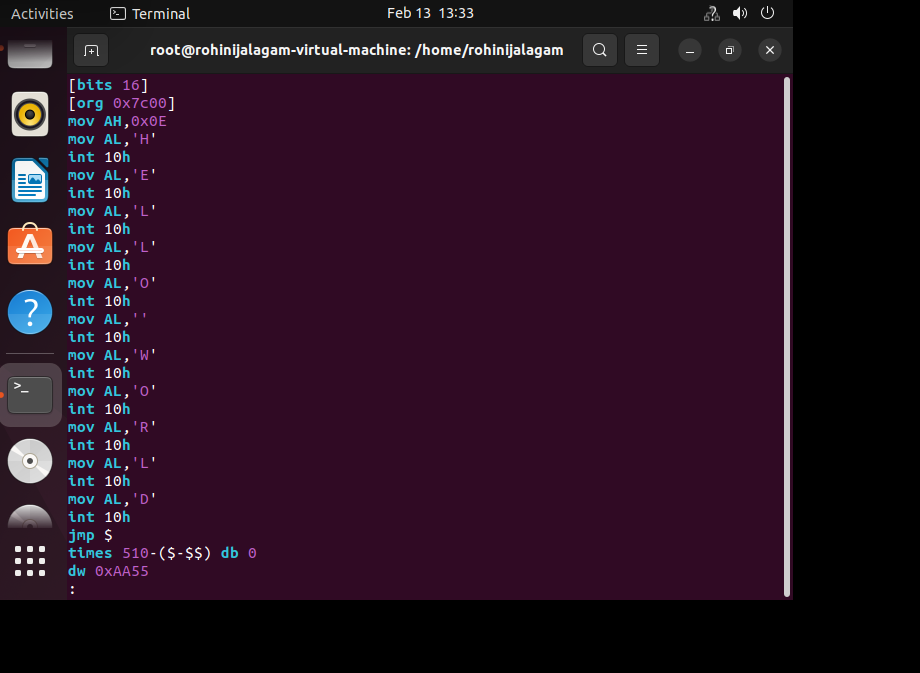 Activities Terminal Feb 13 13:33
root@rohinijalagam-virtual-machine: /home/rohinijalagam
[bits 16]
[org 0x7c00]
mov AH,0x0E
mov AL,'H'
int 10h
mov AL,'E'
int 10h
mov AL,'L'
int 10h
mov AL,'L'
int 10h
mov AL,'O'
int 10h
mov AL,''
int 10h
mov AL,'W'
int 10h
mov AL,'O'
int 10h
mov AL,'R'
int 10h
mov AL,'L'
int 10h
mov AL,'D'
int 10h
jmp $
times 510-($-$$) db 0
dw 0xAA55
: